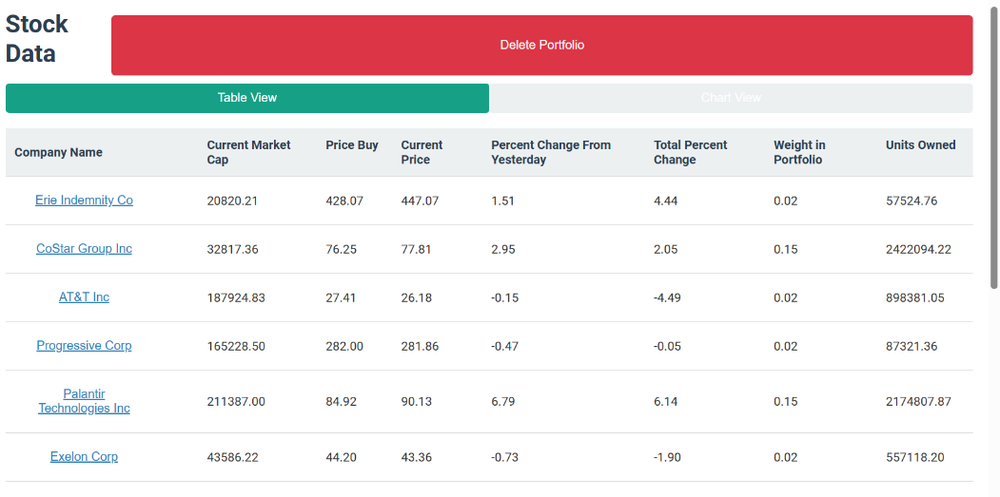 Stock
Data
Delete Portfolio
Table View Chart View
Company Name Current Market Cap Price Buy Current Price Percent Change From Yesterday Total Percent Change Weight in Portfolio Units Owned
Erie Indemnity Co 20820.21 428.07 447.07 1.51 4.44 0.02 57524.76
CoStar Group Inc 32817.36 76.25 77.81 2.95 2.05 0.15 2422094.22
AT&T Inc 187924.83 27.41 26.18 -0.15 -4.49 0.02 898381.05
Progressive Corp 165228.50 282.00 281.86 -0.47 -0.05 0.02 87321.36
Palantir Technologies Inc 211387.00 84.92 90.13 6.79 6.14 0.15 2174807.87
Exelon Corp 43586.22 44.20 43.36 -0.73 -1.90 0.02 557118.20